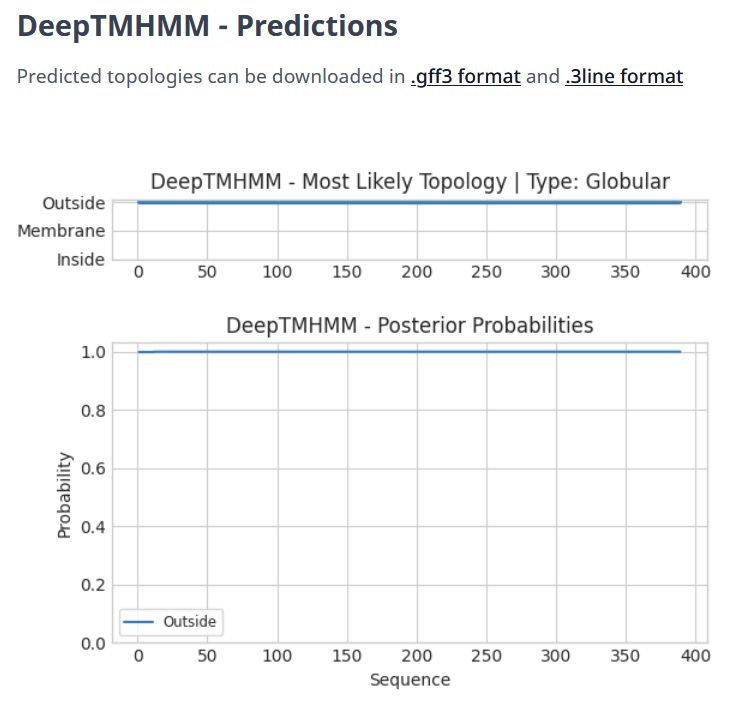 DeepTMHMM - Predictions
Predicted topologies can be downloaded in .gff3 format and .3line format
DeepTMHMM - Most Likely Topology | Type: Globular
Outside
Membrane
Inside
0 50 100 150 200 250 300 350 400
DeepTMHMM - Posterior Probabilities
1.0
0.8
0.6
0.4
0.2
0.0
Probability
Outside
0 50 100 150 200 250 300 350 400
Sequence